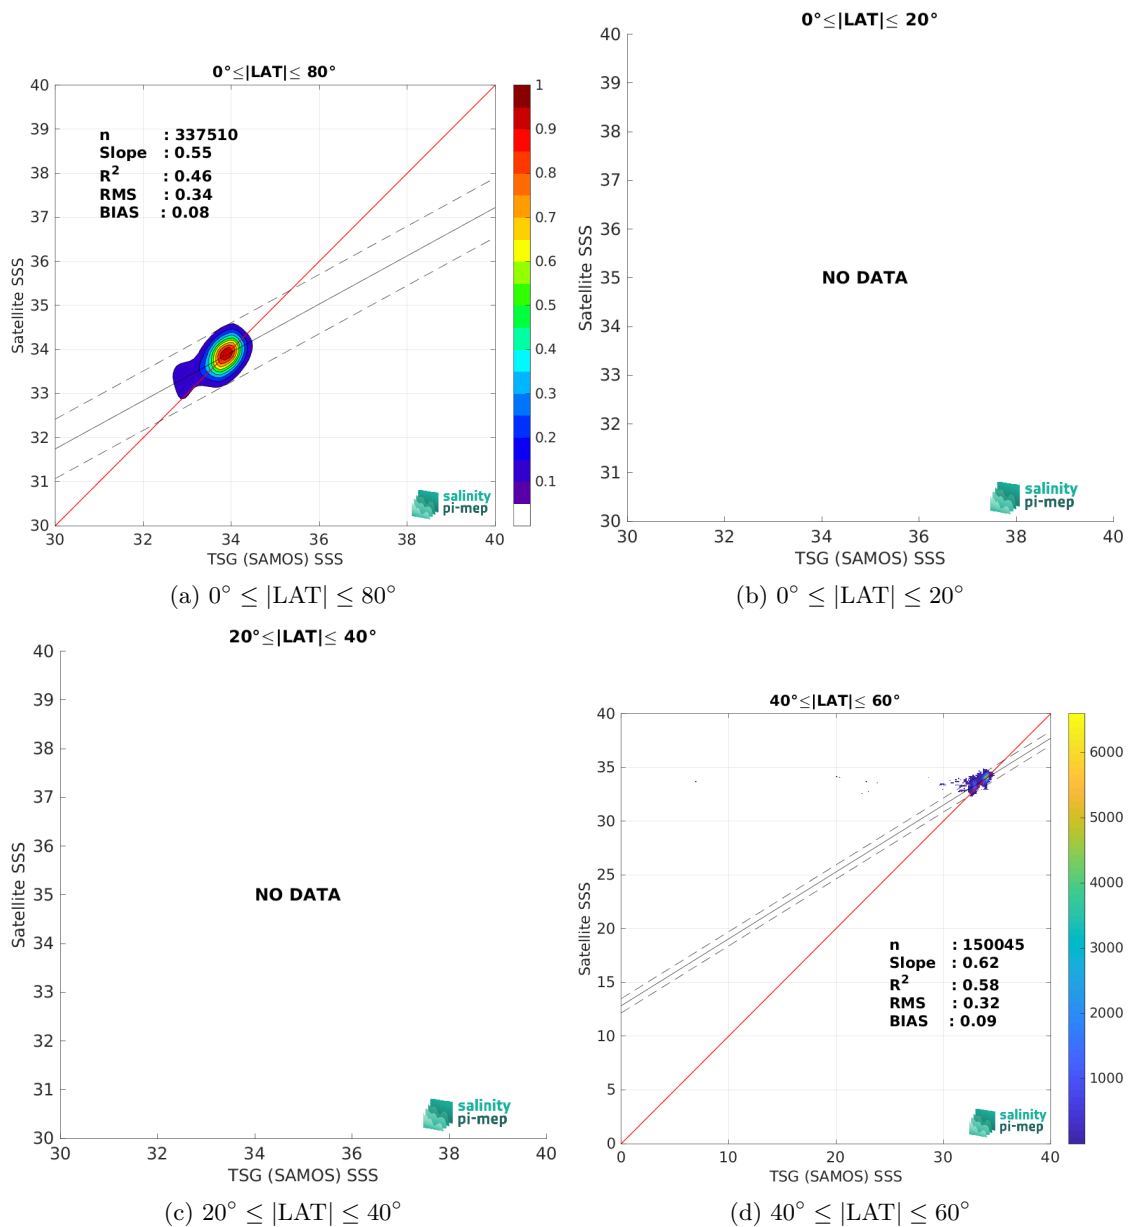 0°≤|LAT|≤ 80°
40
39
38
37
36
35
34
33
32
31
30
Satellite SSS
n : 337510
Slope : 0.55
R² : 0.46
RMS : 0.34
BIAS : 0.08
salinity
pi-mep
30 32 34 36 38 40
TSG (SAMOS) SSS
1
0.9
0.8
0.7
0.6
0.5
0.4
0.3
0.2
0.1
(a) 0° ≤ |LAT| ≤ 80°
0°≤|LAT|≤ 20°
40
39
38
37
36
35
34
33
32
31
30
Satellite SSS
NO DATA
salinity
pi-mep
30 32 34 36 38 40
TSG (SAMOS) SSS
(b) 0° ≤ |LAT| ≤ 20°
20°≤|LAT|≤ 40°
40
39
38
37
36
35
34
33
32
31
30
Satellite SSS
NO DATA
salinity
pi-mep
30 32 34 36 38 40
TSG (SAMOS) SSS
(c) 20° ≤ |LAT| ≤ 40°
40°≤|LAT|≤ 60°
40
35
30
25
20
15
10
5
0
Satellite SSS
n : 150045
Slope : 0.62
R² : 0.58
RMS : 0.32
BIAS : 0.09
salinity
pi-mep
0 10 20 30 40
TSG (SAMOS) SSS
6000
5000
4000
3000
2000
1000
(d) 40° ≤ |LAT| ≤ 60°